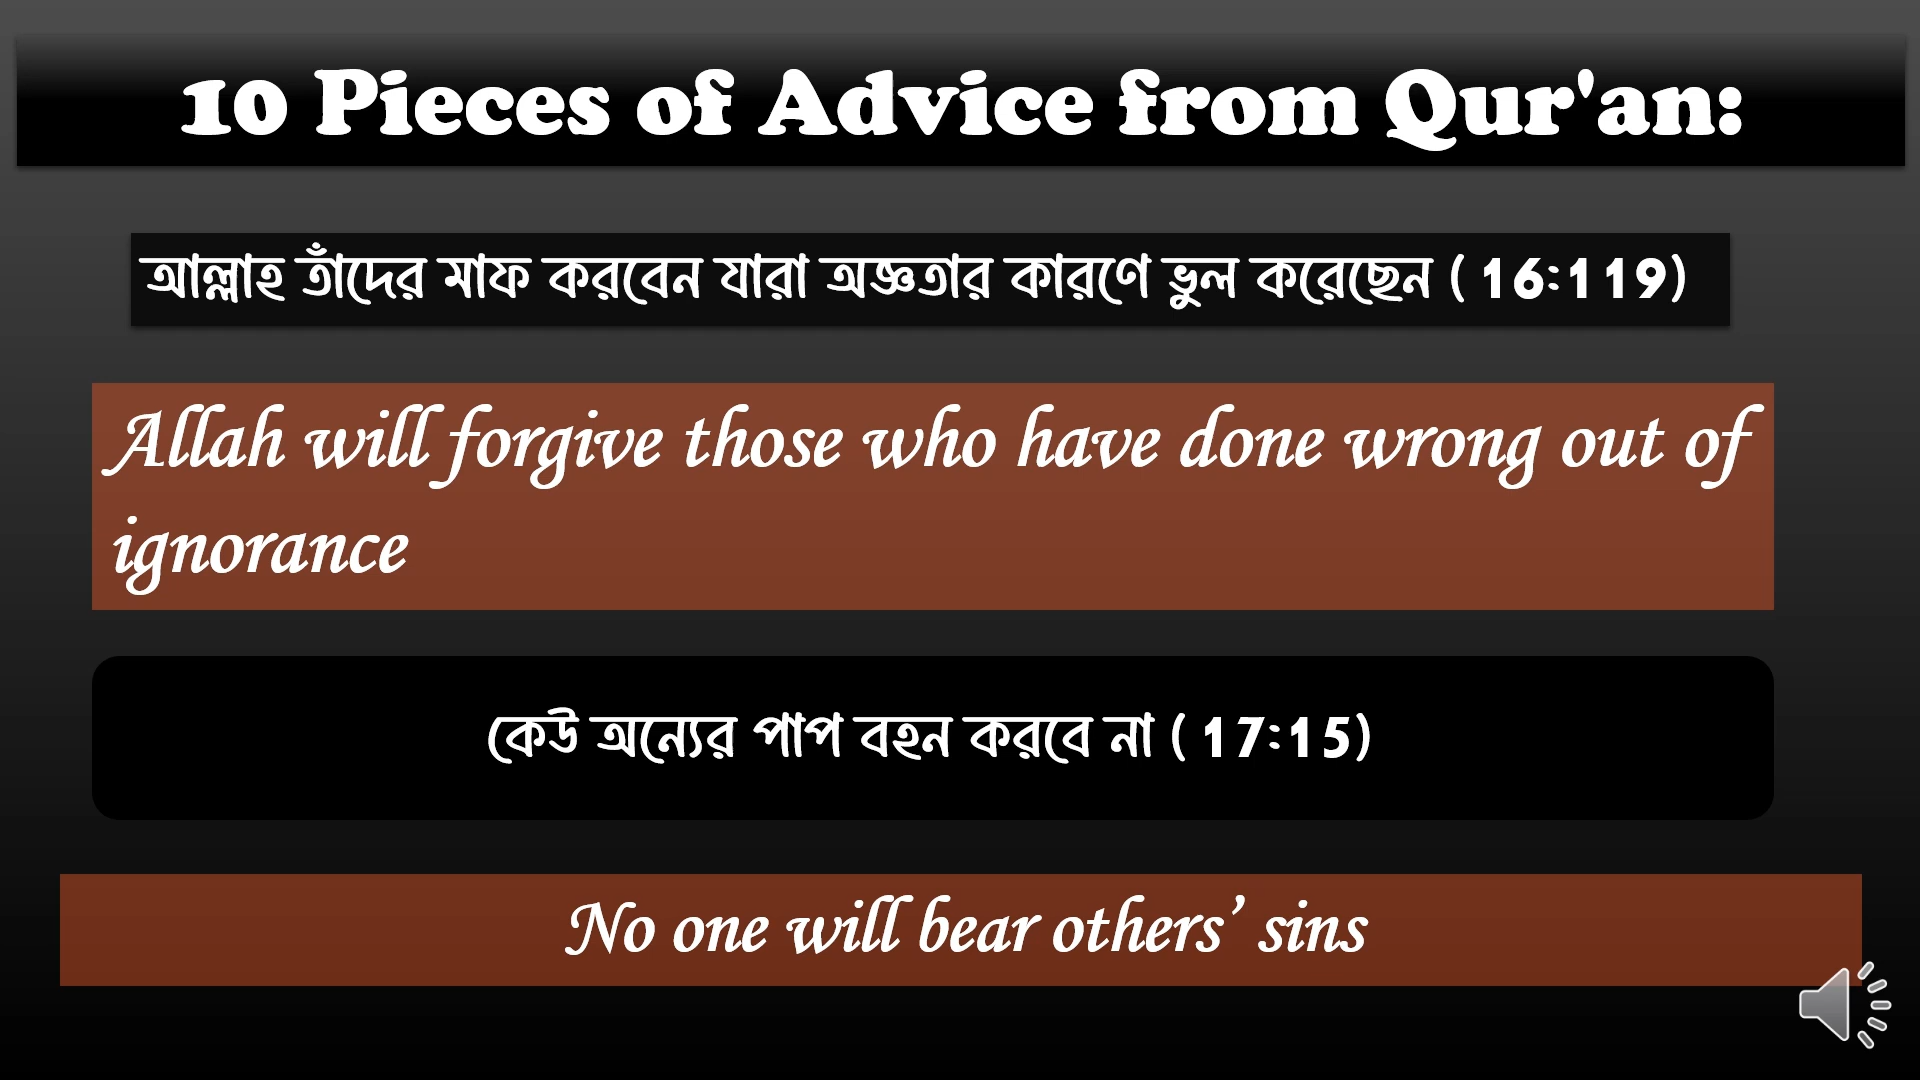 10 Pieces of Advice from Qur'an:
আল্লাহ তাঁদের মাফ করবেন যারা অজ্ঞতার কারণে ভুল করেছেন ( 16:119)
Allah will forgive those who have done wrong out of
ignorance
কেউ অন্যের পাপ বহন করবে না ( 17:15)
No one will bear others’ sins